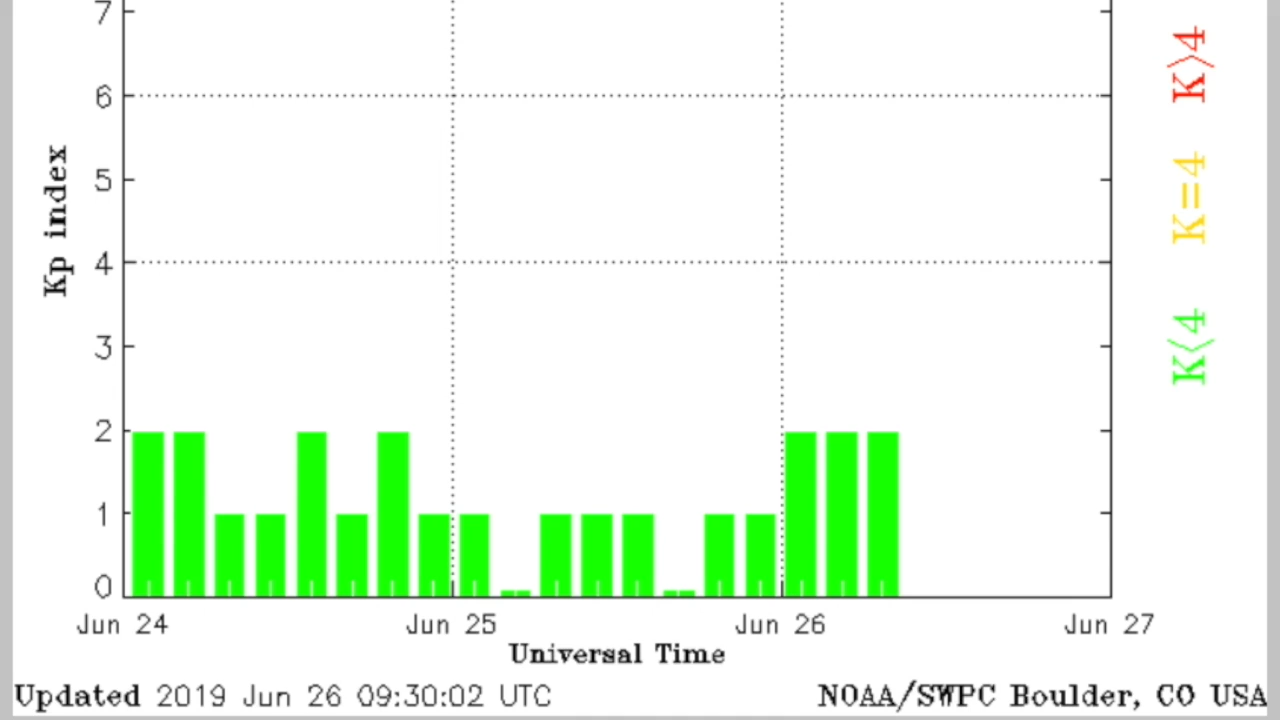 7
6
5
4
3
2
1
0
Kp index
K>4
K=4
K<4
Jun 24 Jun 25 Jun 26 Jun 27
Universal Time
Updated 2019 Jun 26 09:30:02 UTC NOAA/SWPC Boulder, CO USA